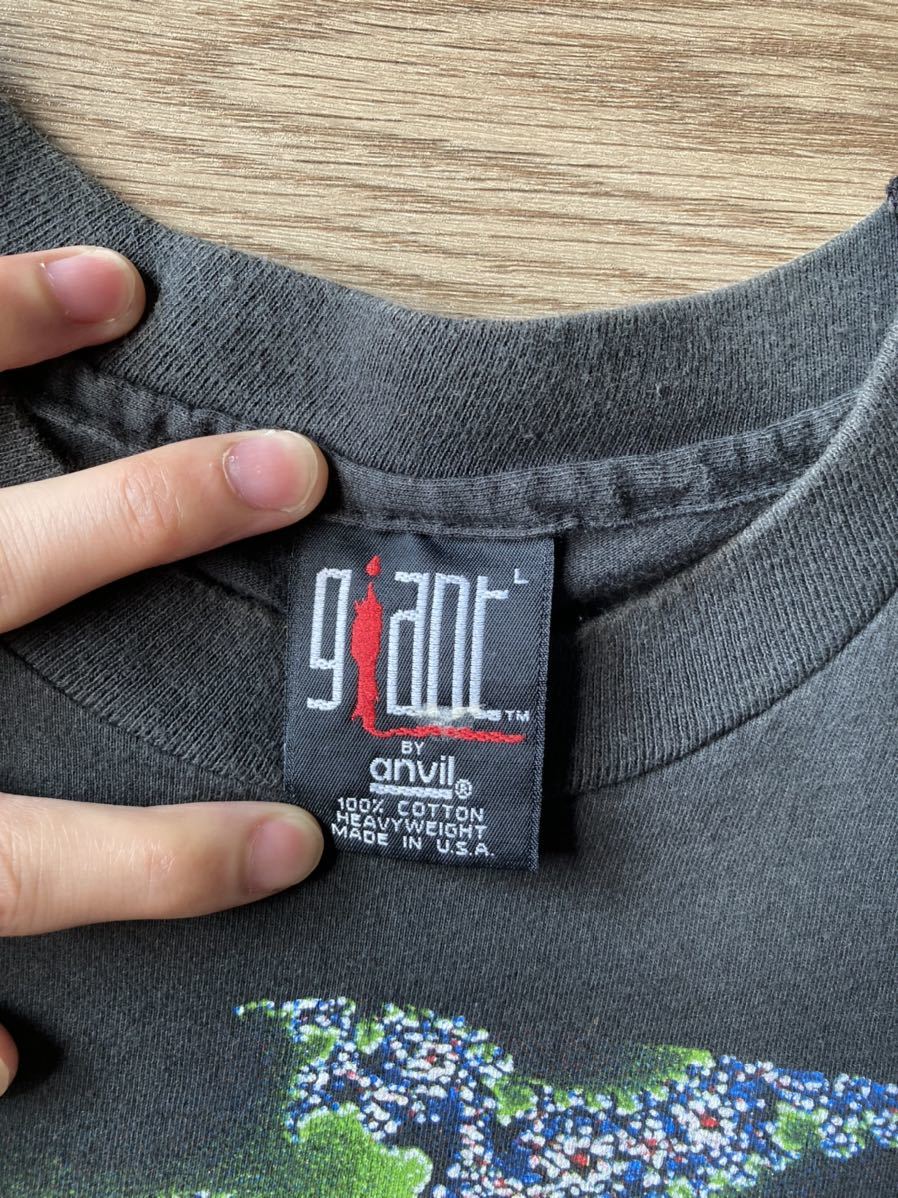 giant L
TM
BY
anvil®
100% COTTON
HEAVYWEIGHT
MADE IN U.S.A.